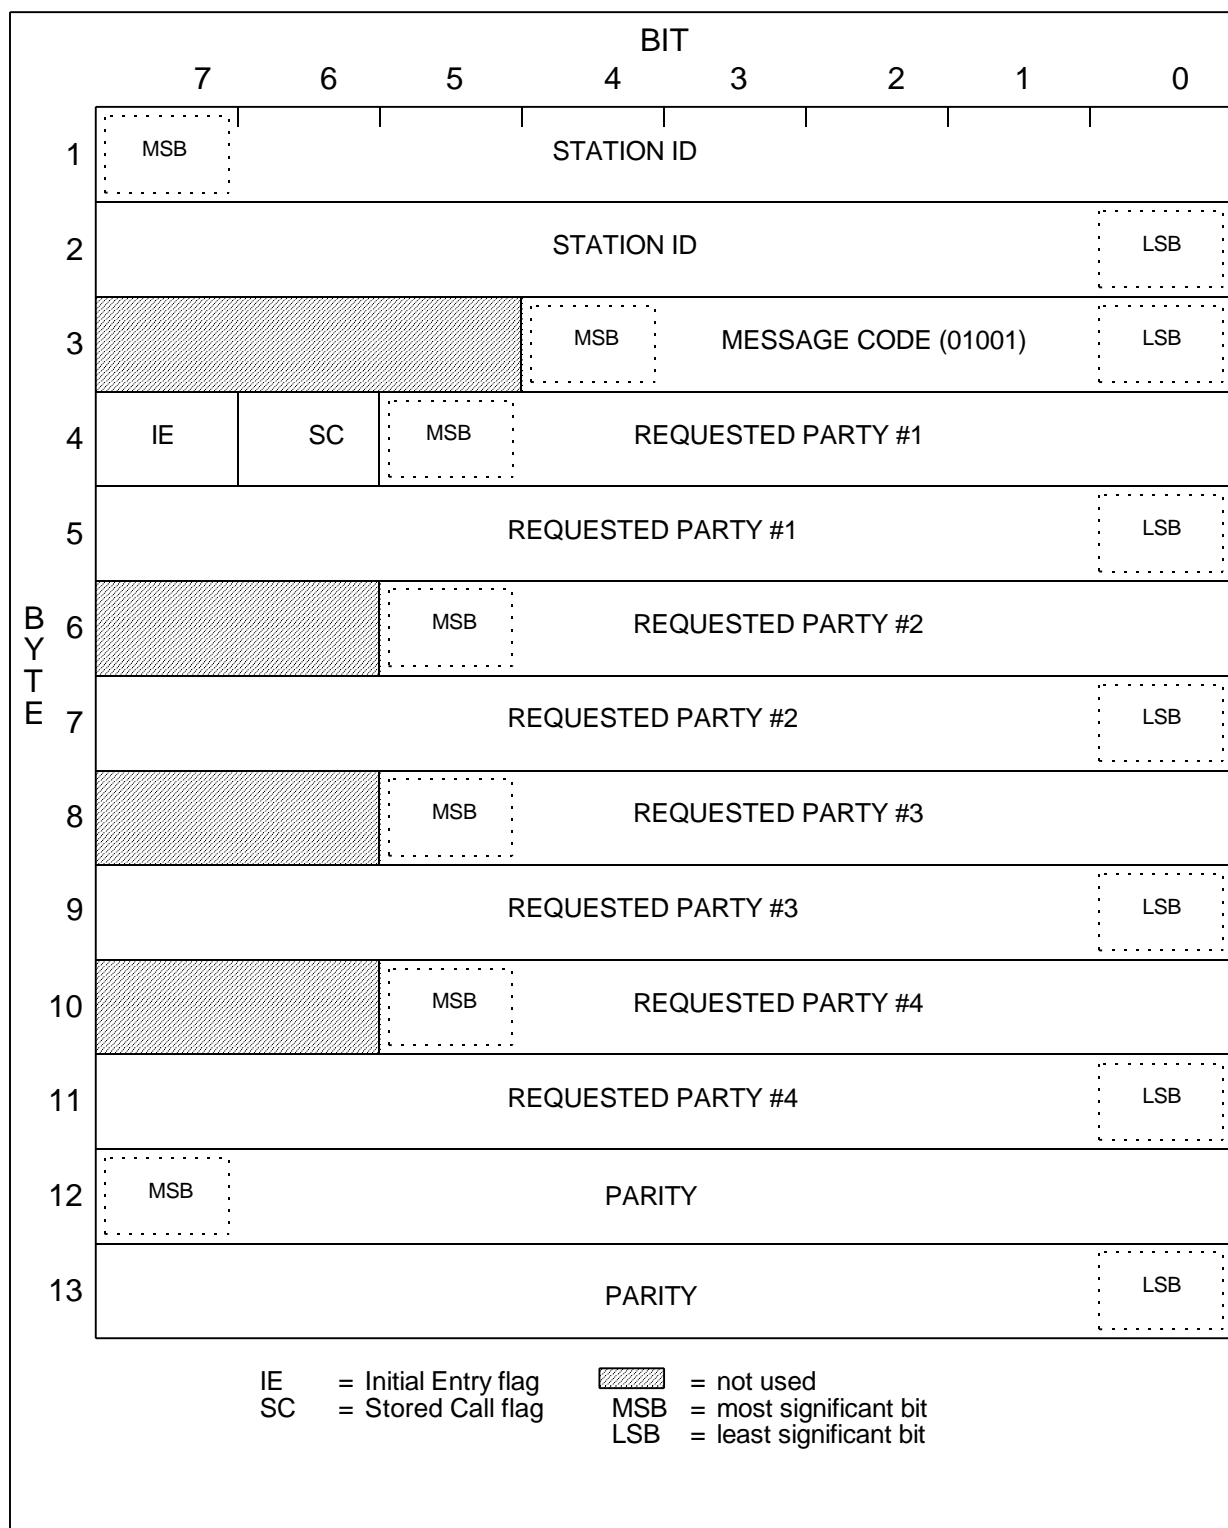 BIT
7 6 5 4 3 2 1 0
1 MSB STATION ID
2 STATION ID LSB
3 MSB MESSAGE CODE (01001) LSB
4 IE SC MSB REQUESTED PARTY #1
5 REQUESTED PARTY #1 LSB
BYTE
6 MSB REQUESTED PARTY #2
7 REQUESTED PARTY #2 LSB
8 MSB REQUESTED PARTY #3
9 REQUESTED PARTY #3 LSB
10 MSB REQUESTED PARTY #4
11 REQUESTED PARTY #4 LSB
12 MSB PARITY
13 PARITY LSB
IE = Initial Entry flag = not used
SC = Stored Call flag MSB = most significant bit
LSB = least significant bit